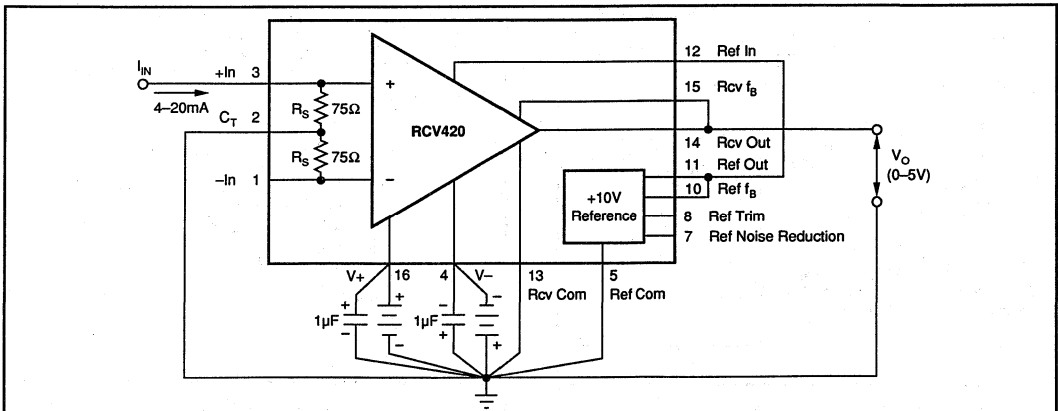 12 Ref In
I_IN
+In 3
15 Rcv f_B
4–20mA
R_S 75Ω
+
C_T 2
RCV420
14 Rcv Out
V_O
(0–5V)
R_S 75Ω
11 Ref Out
–In 1
–
10 Ref f_B
+10V
Reference
8 Ref Trim
7 Ref Noise Reduction
V+ 16
4 V–
13
Rcv Com
5
Ref Com
+ + – –
1µF 1µF
– – + +